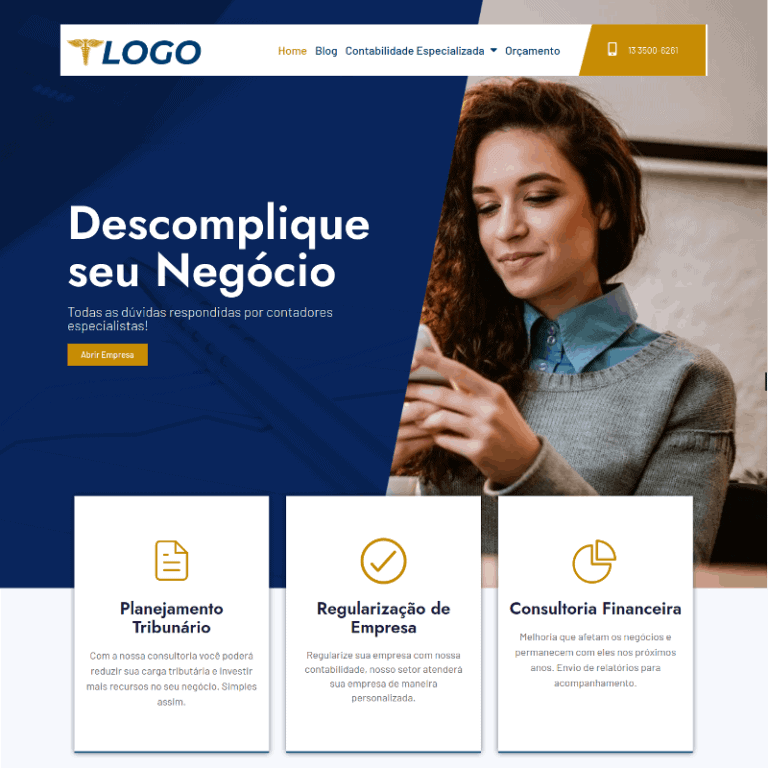 LOGO
Home Blog Contabilidade Especializada Orçamento
13 3500-6261
Descomplique
seu Negócio
Todas as dúvidas respondidas por contadores
especialistas!
Abrir Empresa
Planejamento
Tribunário
Com a nossa consultoria você poderá
reduzir sua carga tributária e investir
mais recursos no seu negócio. Simples
assim.
Regularização de
Empresa
Regularize sua empresa com nossa
contabilidade, nosso setor atenderá
sua empresa de maneira
personalizada.
Consultoria Financeira
Melhoria que afetam os negócios e
permanecem com eles nos próximos
anos. Envio de relatórios para
acompanhamento.